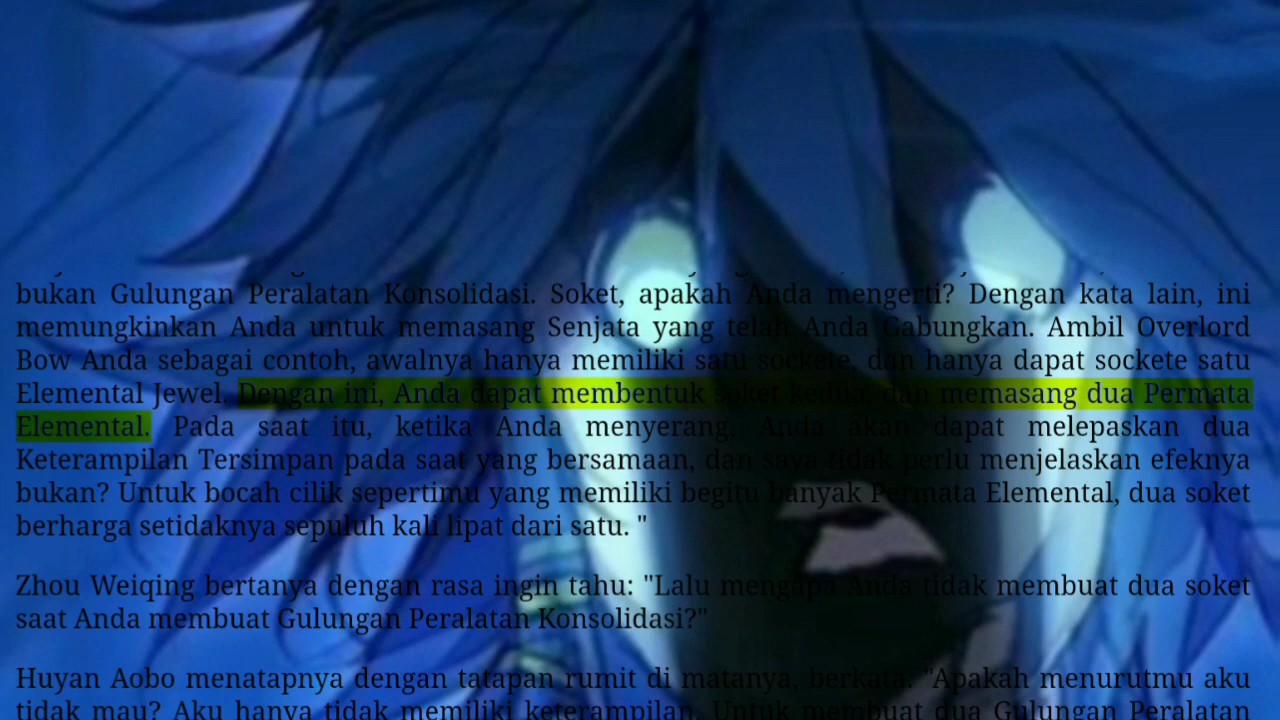 bukan Gulungan Peralatan Konsolidasi. Soket, apakah Anda mengerti? Dengan kata lain, ini
memungkinkan Anda untuk memasang Senjata yang telah Anda Gabungkan. Ambil Overlord
Bow Anda sebagai contoh, awalnya hanya memiliki satu sockete, dan hanya dapat sockete satu
Elemental Jewel. Dengan ini, Anda dapat membentuk soket kedua, dan memasang dua Permata
Elemental. Pada saat itu, ketika Anda menyerang, Anda akan dapat melepaskan dua
Keterampilan Tersimpan pada saat yang bersamaan, dan saya tidak perlu menjelaskan efeknya
bukan? Untuk bocah cilik sepertimu yang memiliki begitu banyak Permata Elemental, dua soket
berharga setidaknya sepuluh kali lipat dari satu. "
Zhou Weiqing bertanya dengan rasa ingin tahu: "Lalu mengapa Anda tidak membuat dua soket
saat Anda membuat Gulungan Peralatan Konsolidasi?"
Huyan Aobo menatapnya dengan tatapan rumit di matanya, berkata: "Apakah menurutmu aku
tidak mau? Aku hanya tidak memiliki keterampilan. Untuk membuat dua Gulungan Peralatan